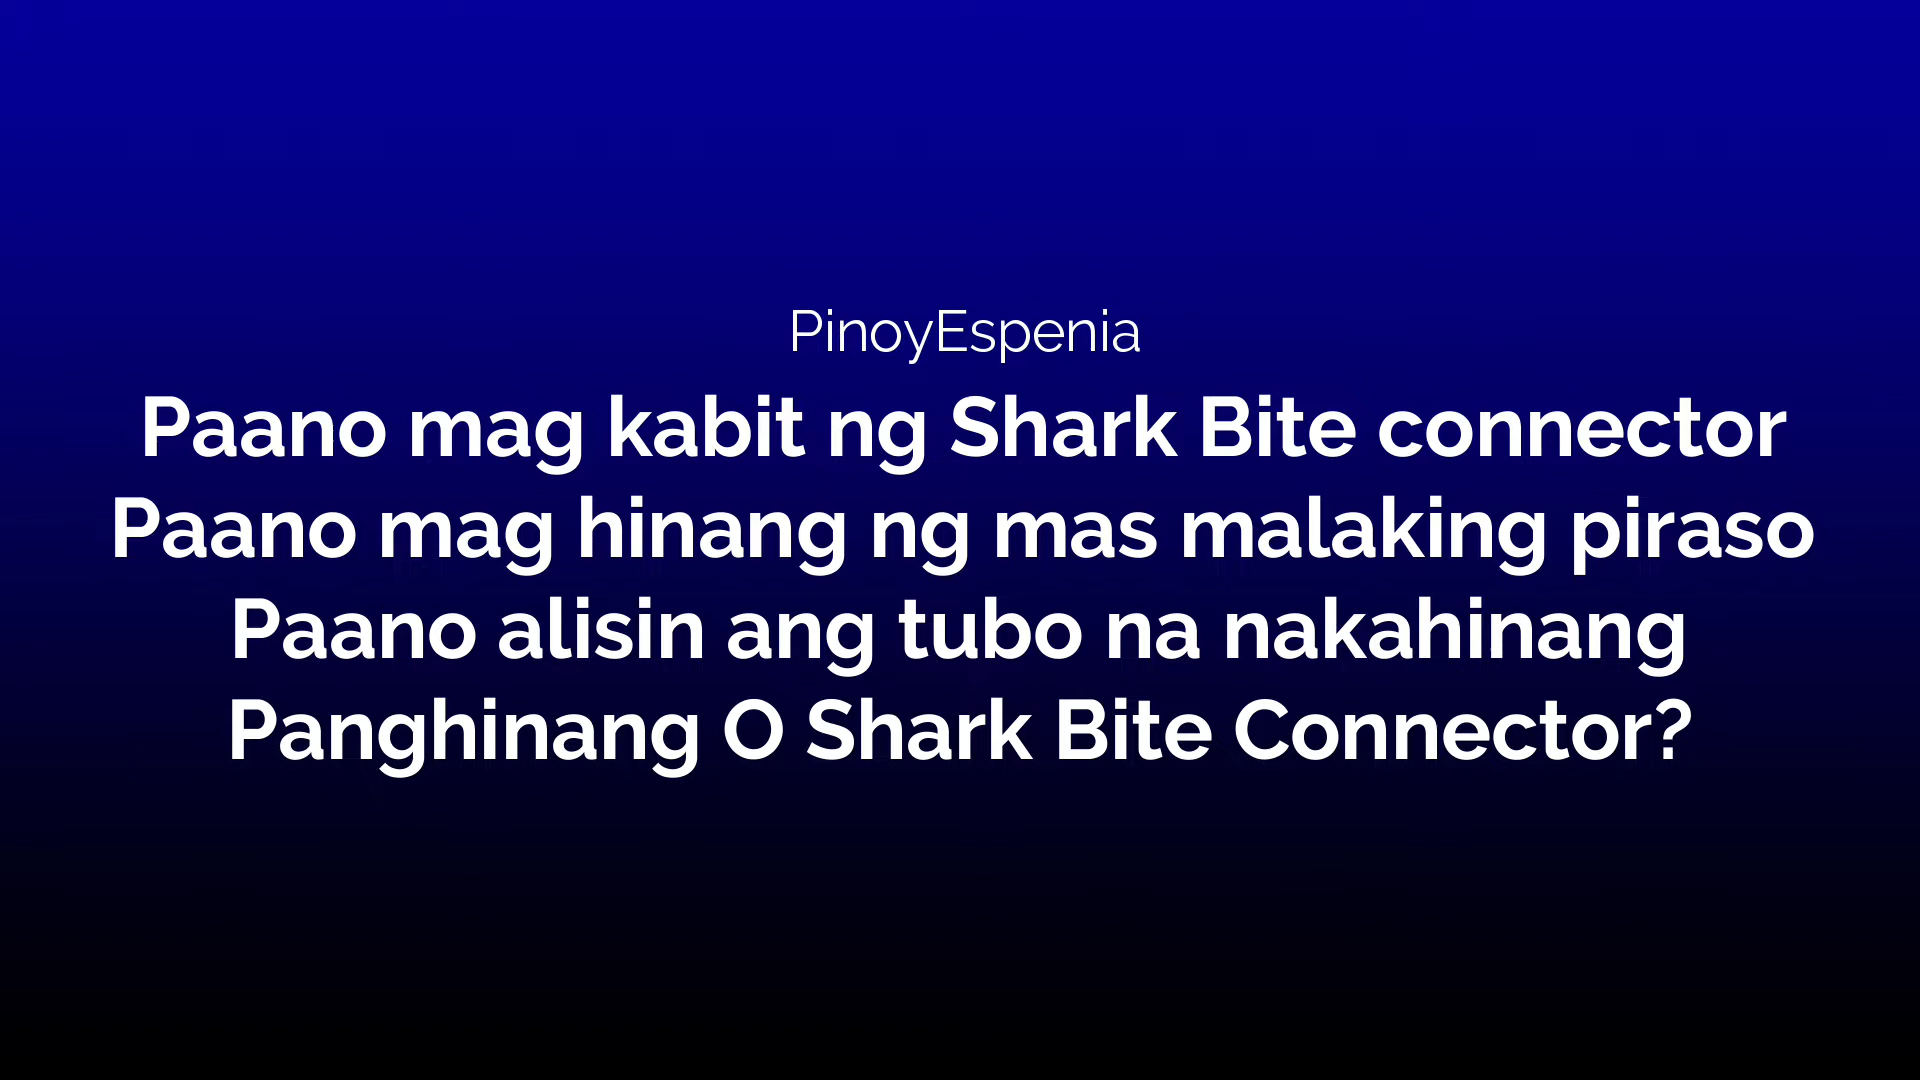 PinoyEspenia
Paano mag kabit ng Shark Bite connector
Paano mag hinang ng mas malaking piraso
Paano alisin ang tubo na nakahinang
Panghinang O Shark Bite Connector?